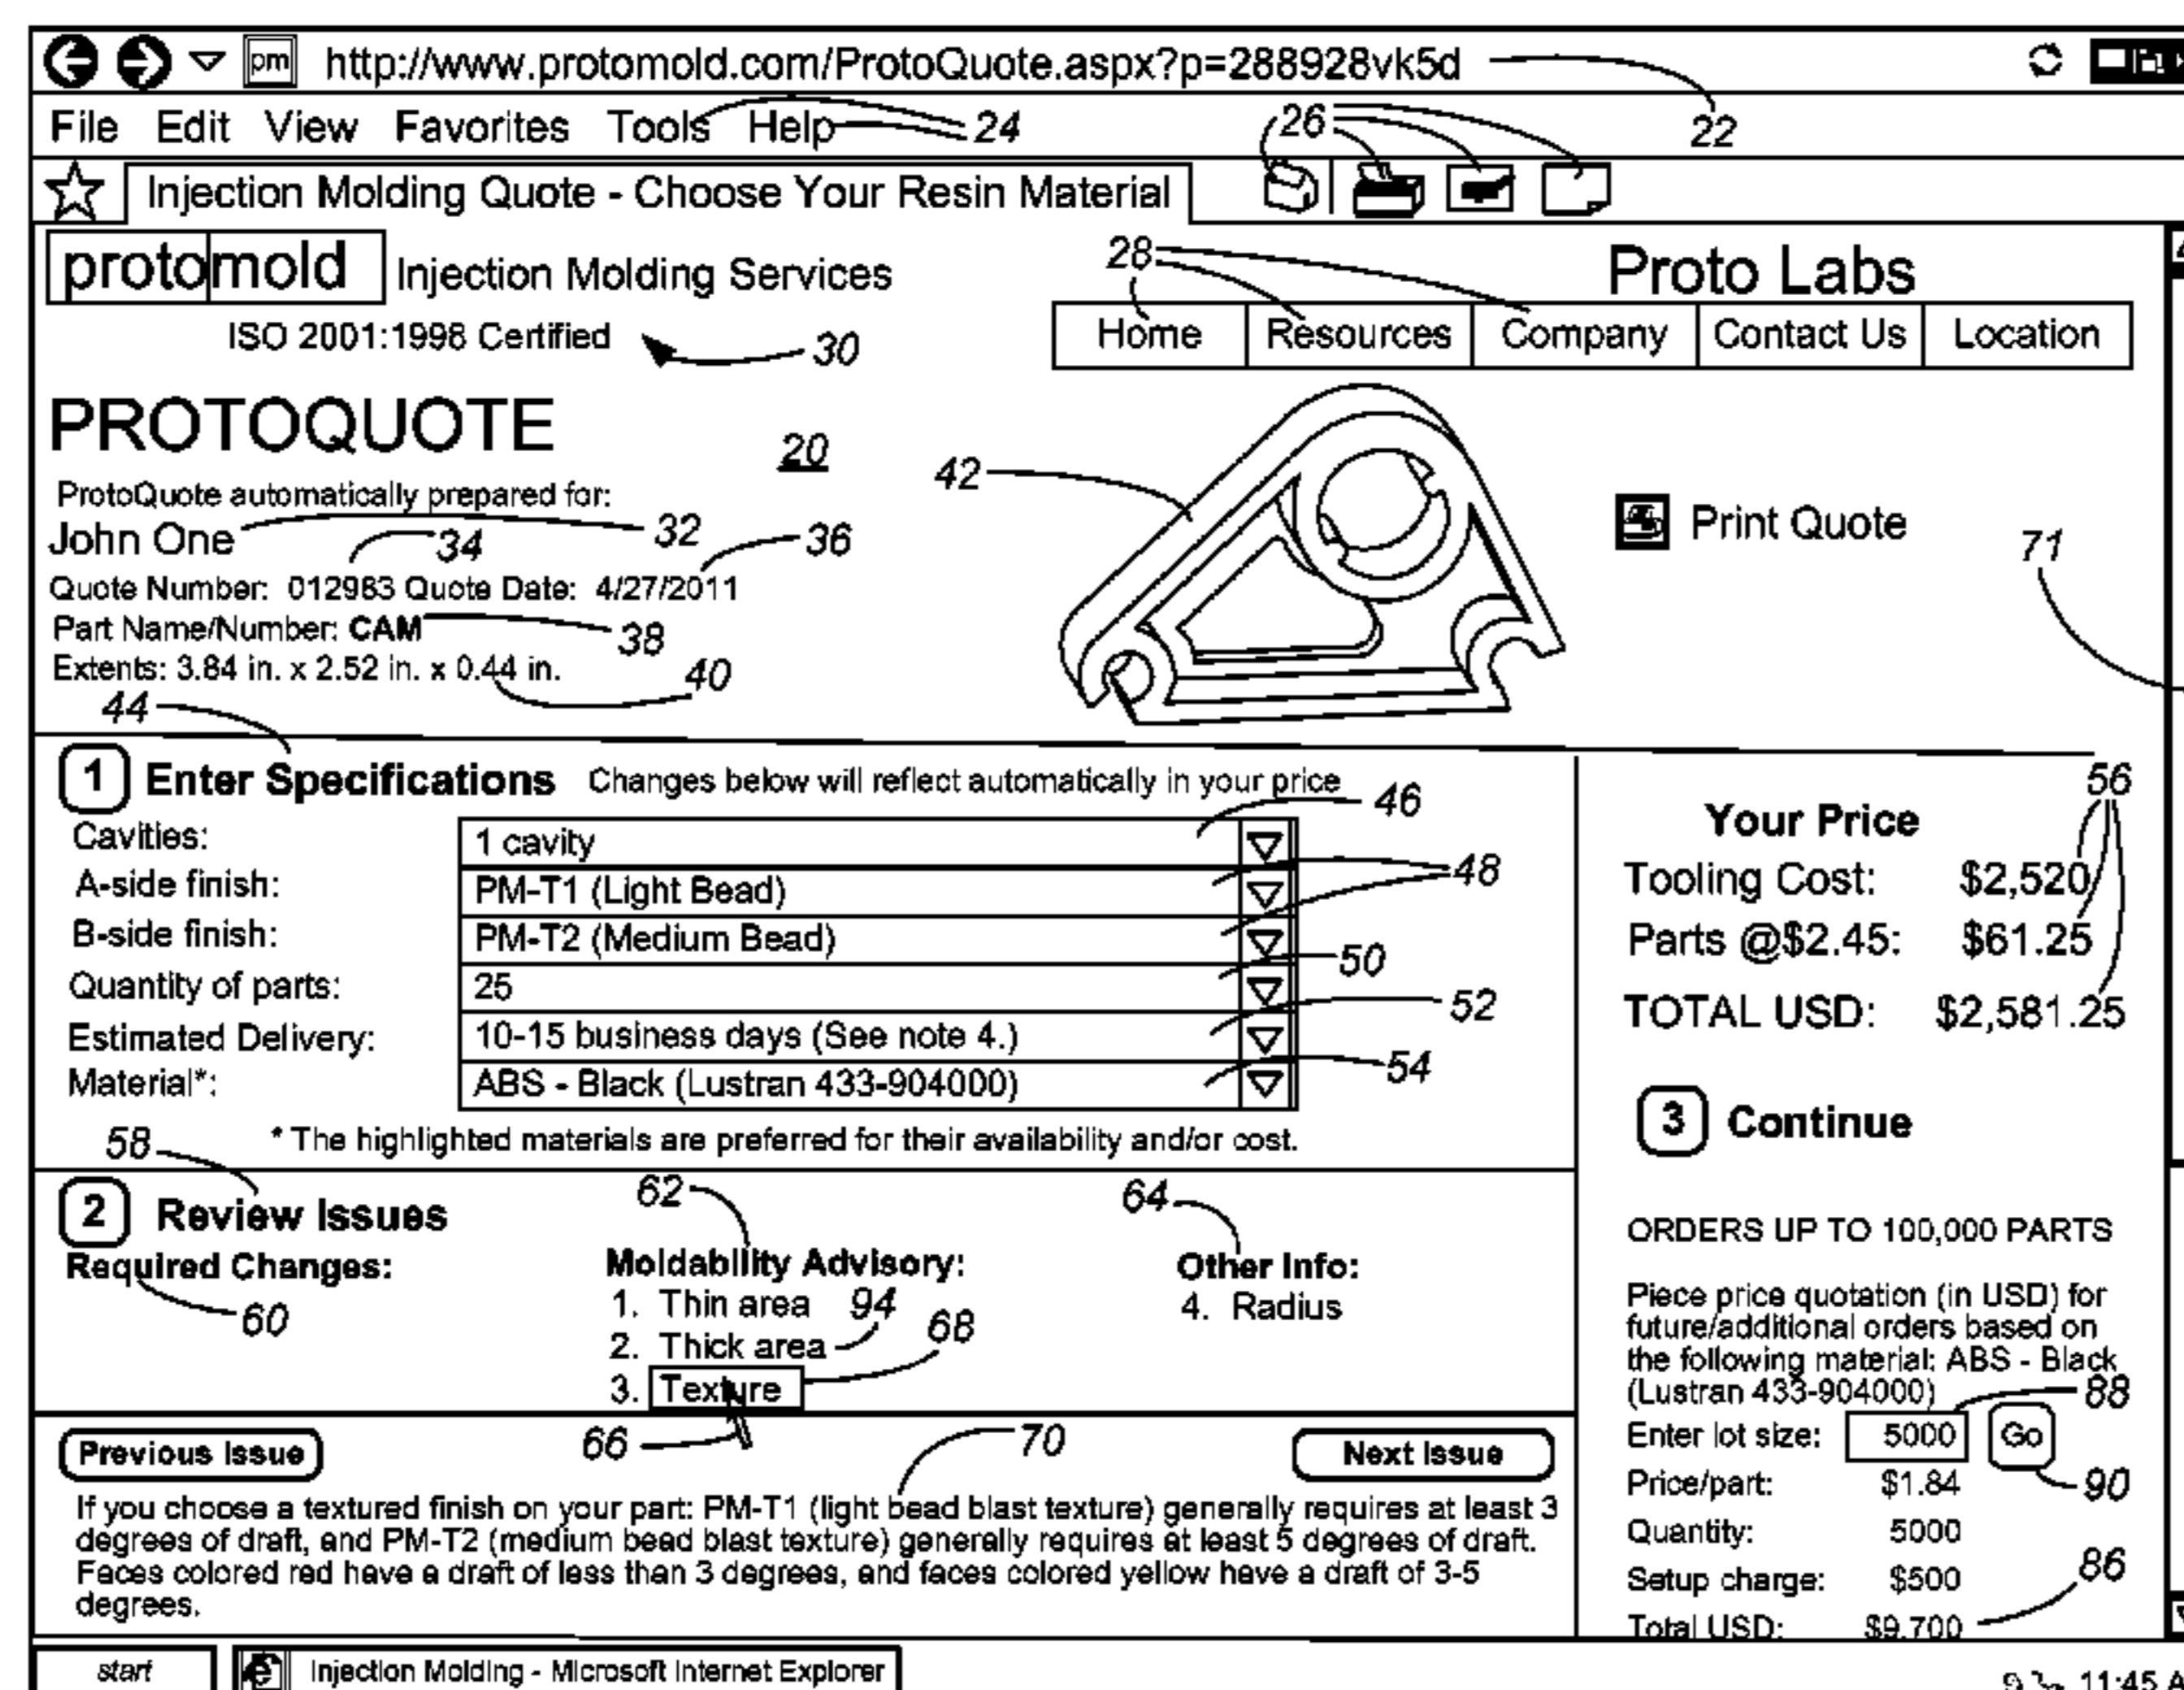 pm http://www.protomold.com/ProtoQuote.aspx?p=288928vk5d
File Edit View Favorites Tools Help 24 26 22
Injection Molding Quote - Choose Your Resin Material
protomold Injection Molding Services 28 Proto Labs
ISO 2001:1998 Certified 30 Home Resources Company Contact Us Location
PROTOQUOTE 20 42
ProtoQuote automatically prepared for:
John One 34 32 36 Print Quote 71
Quote Number: 012983 Quote Date: 4/27/2011
Part Name/Number: CAM 38
Extents: 3.84 in. x 2.52 in. x 0.44 in. 40
44
1 Enter Specifications Changes below will reflect automatically in your price 46
Cavities: 1 cavity
A-side finish: PM-T1 (Light Bead) 48
B-side finish: PM-T2 (Medium Bead) 50
Quantity of parts: 25 52
Estimated Delivery: 10-15 business days (See note 4.)
Material*: ABS - Black (Lustran 433-904000) 54
58 * The highlighted materials are preferred for their availability and/or cost.
56
Your Price
Tooling Cost: $2,520
Parts @$2.45: $61.25
TOTAL USD: $2,581.25
3 Continue
2 Review Issues 62 64
Required Changes: Moldability Advisory: Other Info:
60 1. Thin area 94 4. Radius
2. Thick area 68
3. Texture
Previous Issue 66 70 Next Issue
If you choose a textured finish on your part: PM-T1 (light bead blast texture) generally requires at least 3
degrees of draft, and PM-T2 (medium bead blast texture) generally requires at least 5 degrees of draft.
Faces colored red have a draft of less than 3 degrees, and faces colored yellow have a draft of 3-5
degrees.
ORDERS UP TO 100,000 PARTS
Piece price quotation (in USD) for
future/additional orders based on
the following material: ABS - Black
(Lustran 433-904000) 88
Enter lot size: 5000 Go
Price/part: $1.84 90
Quantity: 5000
Setup charge: $500 86
Total USD: $9,700
start Injection Molding - Microsoft Internet Explorer 11:45 A